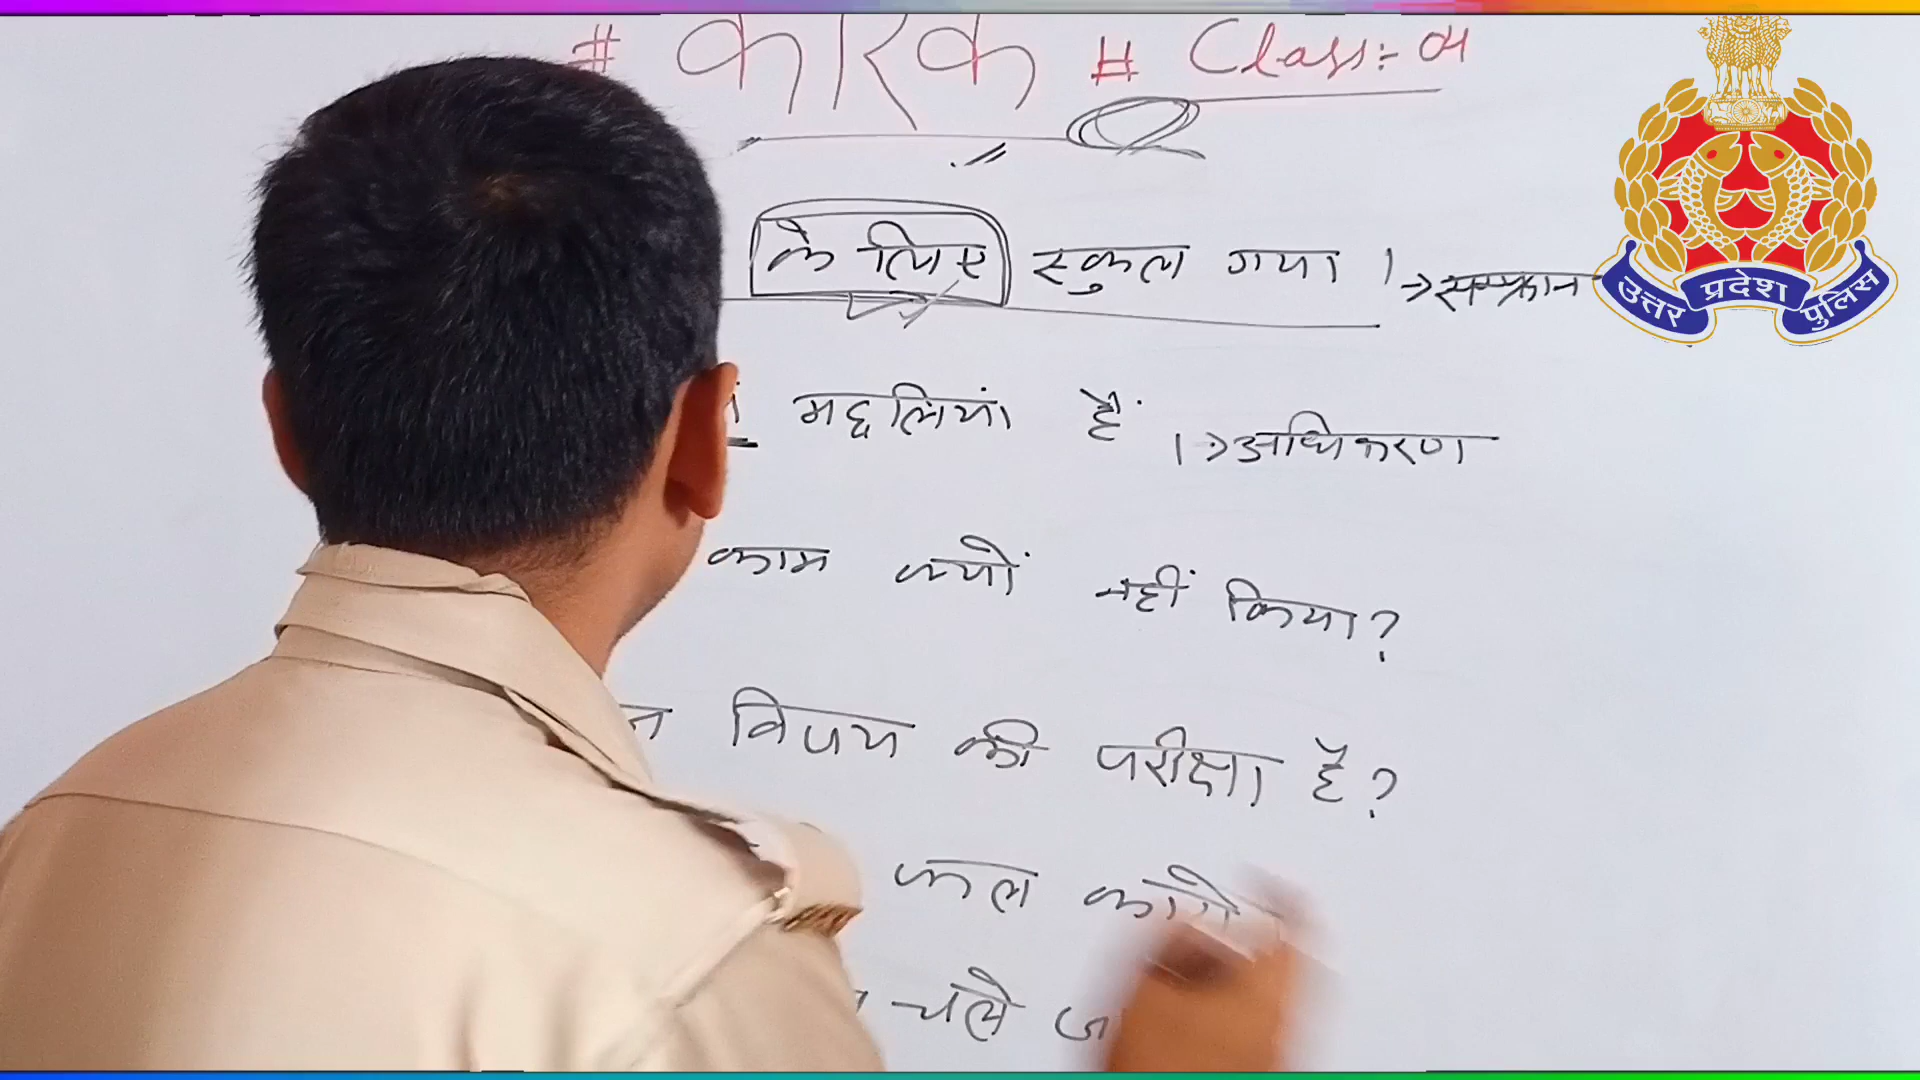 # कारक # Class:- 04
के लिए स्कुल गया । → सम्प्रदान
मछलियां हैं । → अधिकरण
काम क्यों नहीं किया?
विषय की परीक्षा है?
कल
चले
उत्तर प्रदेश पुलिस